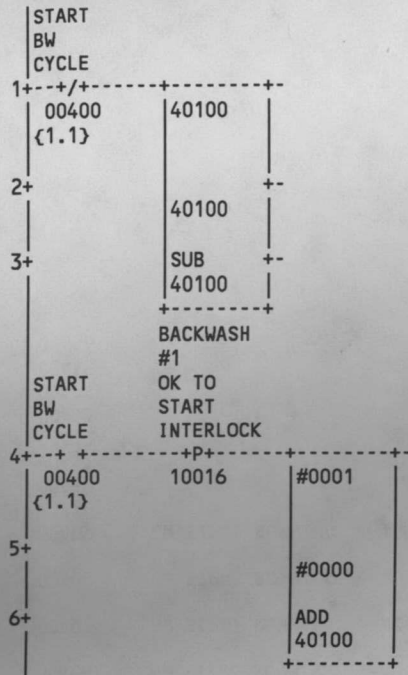 START
BW
CYCLE
1+---+/+-------+--------+-
00400 40100
{1.1}
2+ +-
40100
3+ SUB +-
40100
+--------+
BACKWASH
#1
START OK TO
BW START
CYCLE INTERLOCK
4+---+ +--------+P+-------+--------+-
00400 10016 #0001
{1.1}
5+
#0000
6+ ADD
40100
+--------+